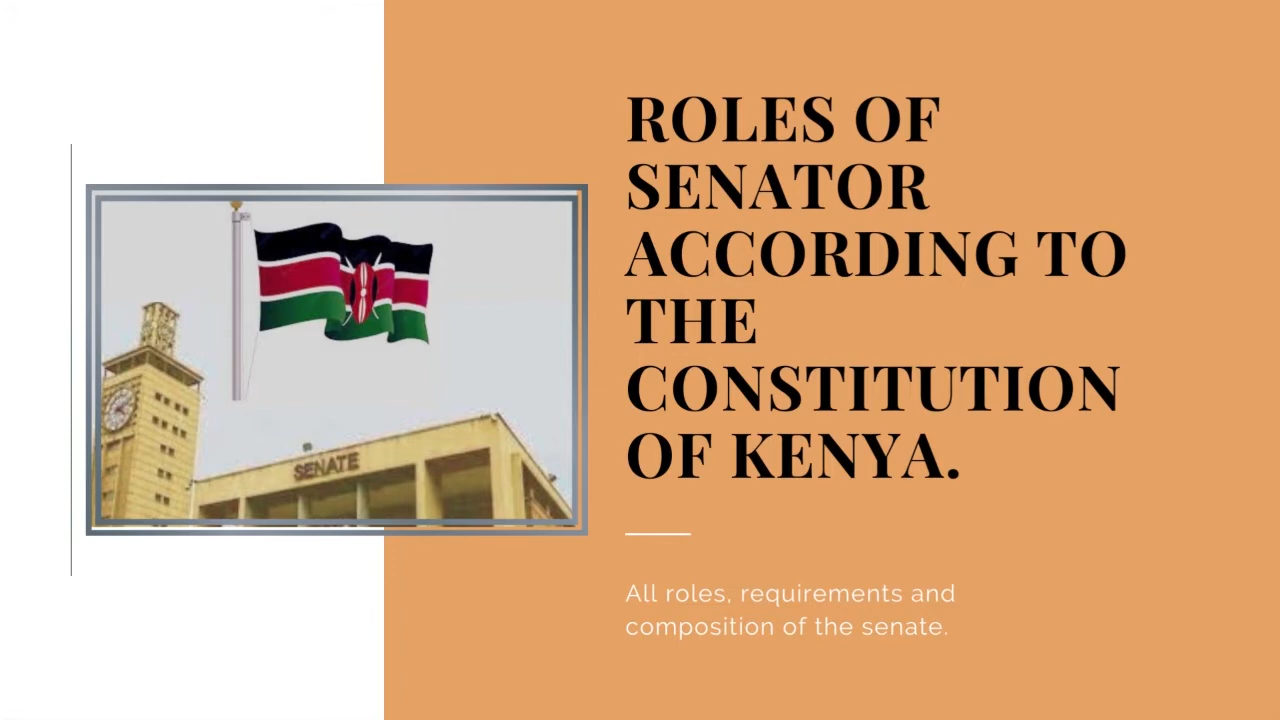 SENATE
ROLES OF
SENATOR
ACCORDING TO
THE
CONSTITUTION
OF KENYA.
All roles, requirements and
composition of the senate.